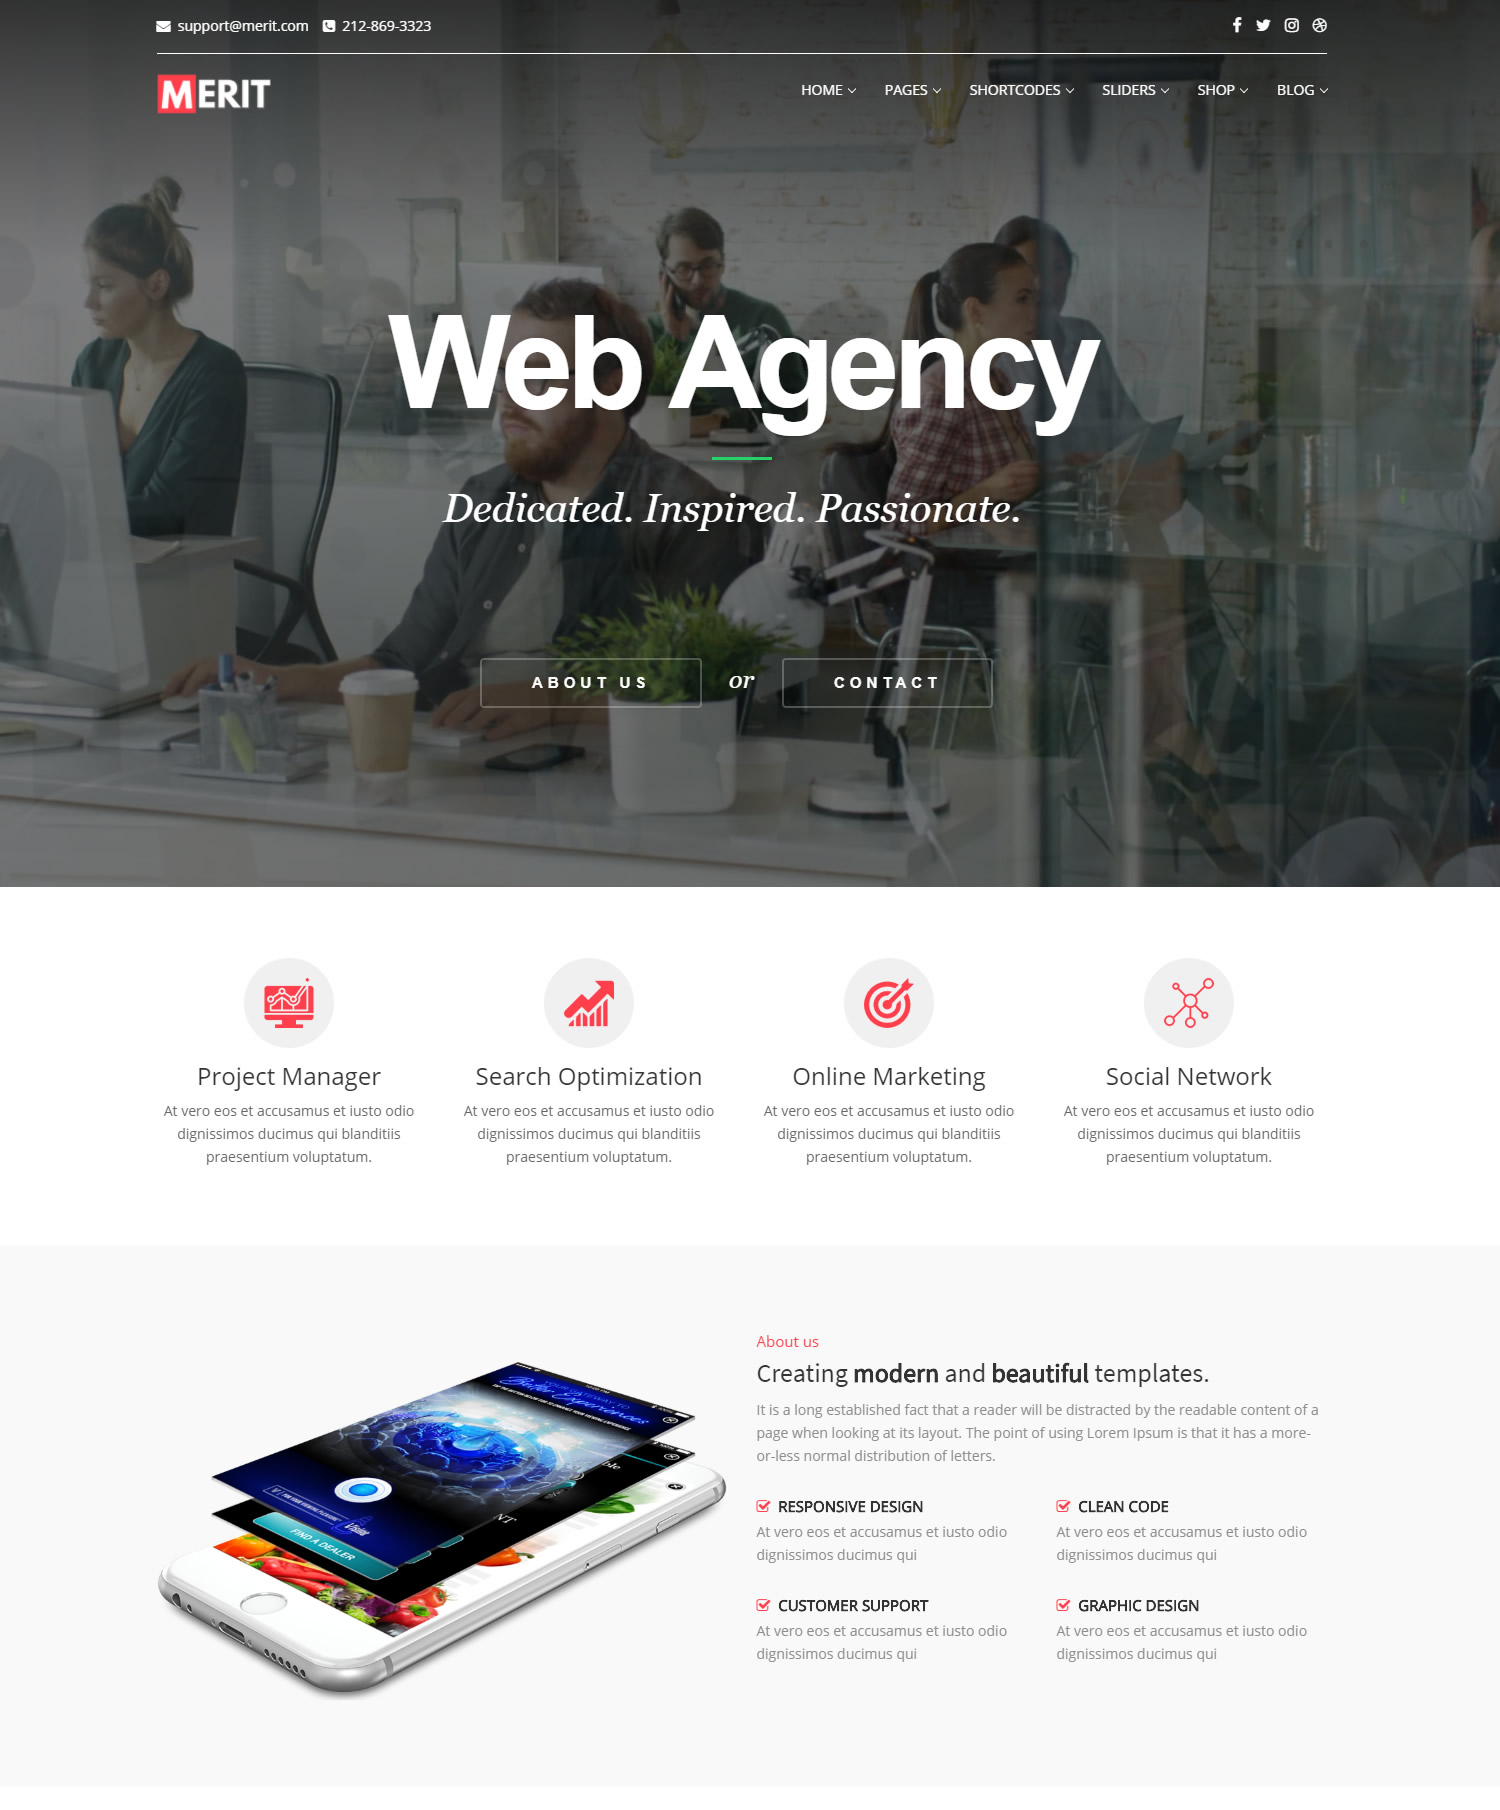 support@merit.com 212-869-3323
MERIT
HOME PAGES SHORTCODES SLIDERS SHOP BLOG
Web Agency
Dedicated. Inspired. Passionate.
ABOUT US or CONTACT
Project Manager
At vero eos et accusamus et iusto odio
dignissimos ducimus qui blanditiis
praesentium voluptatum.
Search Optimization
At vero eos et accusamus et iusto odio
dignissimos ducimus qui blanditiis
praesentium voluptatum.
Online Marketing
At vero eos et accusamus et iusto odio
dignissimos ducimus qui blanditiis
praesentium voluptatum.
Social Network
At vero eos et accusamus et iusto odio
dignissimos ducimus qui blanditiis
praesentium voluptatum.
Better Experiences
FIND A DEALER
About us
Creating modern and beautiful templates.
It is a long established fact that a reader will be distracted by the readable content of a
page when looking at its layout. The point of using Lorem Ipsum is that it has a more-
or-less normal distribution of letters.
RESPONSIVE DESIGN
At vero eos et accusamus et iusto odio
dignissimos ducimus qui
CLEAN CODE
At vero eos et accusamus et iusto odio
dignissimos ducimus qui
CUSTOMER SUPPORT
At vero eos et accusamus et iusto odio
dignissimos ducimus qui
GRAPHIC DESIGN
At vero eos et accusamus et iusto odio
dignissimos ducimus qui